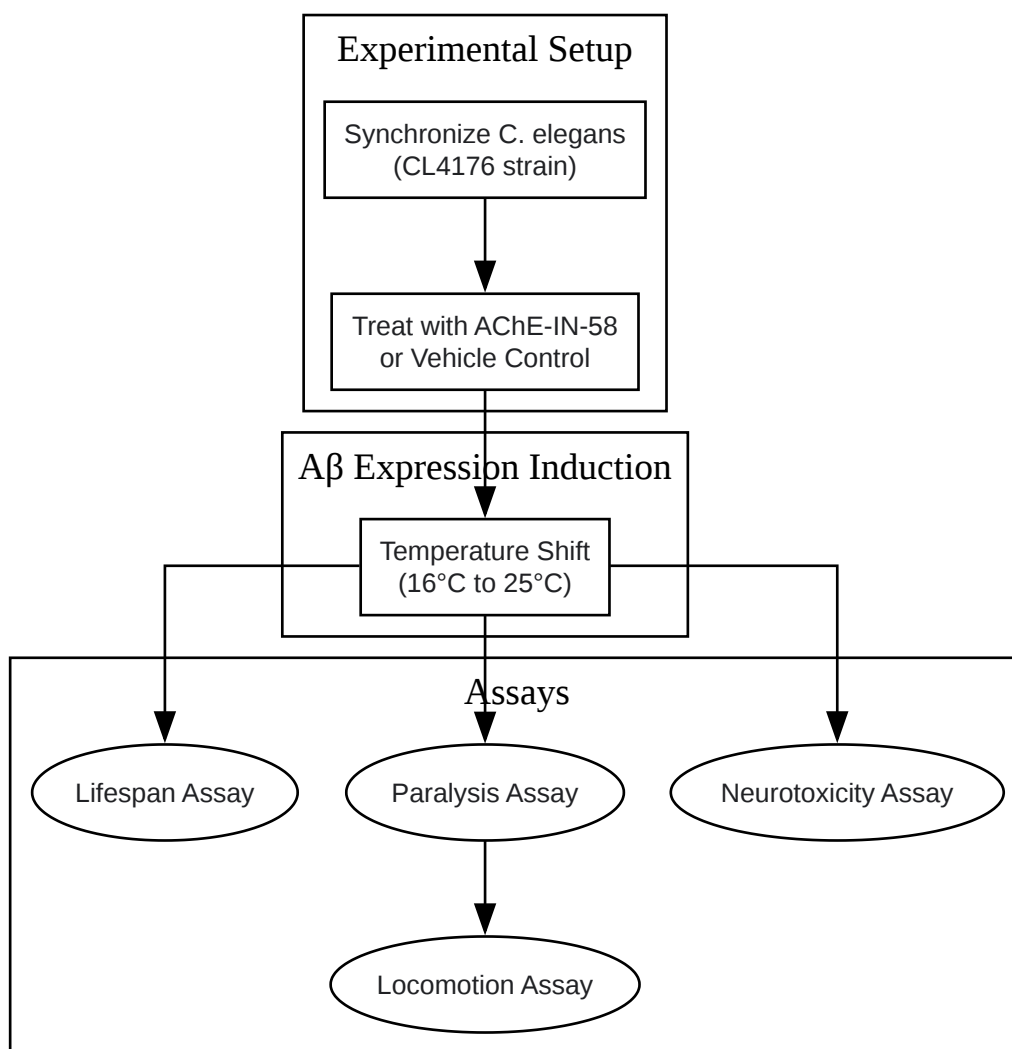 Experimental Setup
Synchronize C. elegans
(CL4176 strain)
Treat with AChE-IN-58
or Vehicle Control
Aβ Expression Induction
Temperature Shift
(16°C to 25°C)
Assays
Lifespan Assay
Paralysis Assay
Neurotoxicity Assay
Locomotion Assay